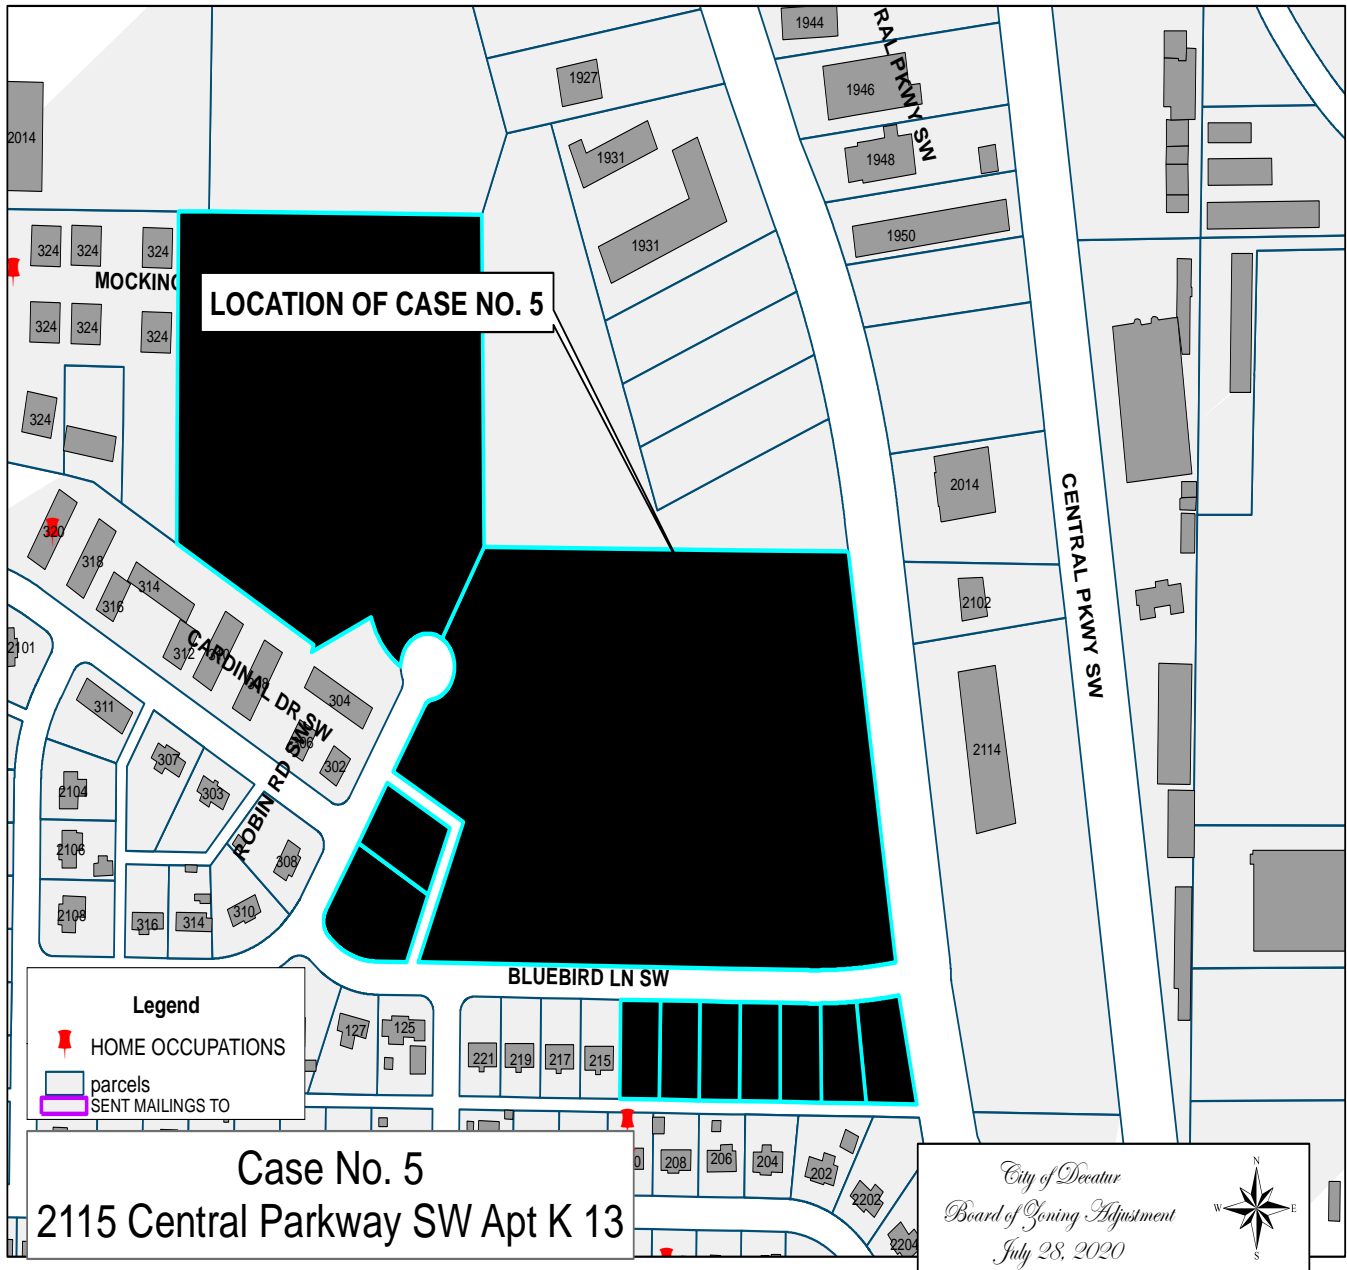 1944
RAL PKWY SW
1927
1946
2014
1931
1948
1931
1950
324
324
324
MOCKING
LOCATION OF CASE NO. 5
324
324
324
324
2014
CENTRAL PKWY SW
320
318
314
316
2102
312
CARDINAL DR SW
2101
304
311
ROBIN RD SW
307
302
2114
303
2104
2106
308
2108
316
314
310
BLUEBIRD LN SW
Legend
HOME OCCUPATIONS
parcels
SENT MAILINGS TO
127
125
221
219
217
215
208
206
204
202
2202
2204
Case No. 5
2115 Central Parkway SW Apt K 13
City of Decatur
Board of Zoning Adjustment
July 28, 2020
N
W
E
S